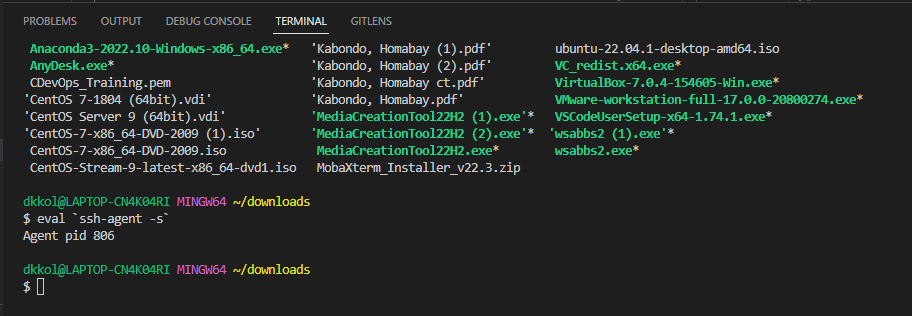 PROBLEMS OUTPUT DEBUG CONSOLE TERMINAL GITLENS
Anaconda3-2022.10-Windows-x86_64.exe* 'Kabondo, Homabay (1).pdf' ubuntu-22.04.1-desktop-amd64.iso
AnyDesk.exe* 'Kabondo, Homabay (2).pdf' VC_redist.x64.exe*
CDevOps_Training.pem 'Kabondo, Homabay ct.pdf' VirtualBox-7.0.4-154605-Win.exe*
'CentOS 7-1804 (64bit).vdi' 'Kabondo, Homabay.pdf' VMware-workstation-full-17.0.0-20800274.exe*
'CentOS Server 9 (64bit).vdi' 'MediaCreationTool22H2 (1).exe'* VSCodeUserSetup-x64-1.74.1.exe*
'CentOS-7-x86_64-DVD-2009 (1).iso' 'MediaCreationTool22H2 (2).exe'* 'wsabbs2 (1).exe'*
CentOS-7-x86_64-DVD-2009.iso MediaCreationTool22H2.exe* wsabbs2.exe*
CentOS-Stream-9-latest-x86_64-dvd1.iso MobaXterm_Installer_v22.3.zip
dkkol@LAPTOP-CN4K04RI MINGW64 ~/downloads
$ eval `ssh-agent -s`
Agent pid 806
dkkol@LAPTOP-CN4K04RI MINGW64 ~/downloads
$